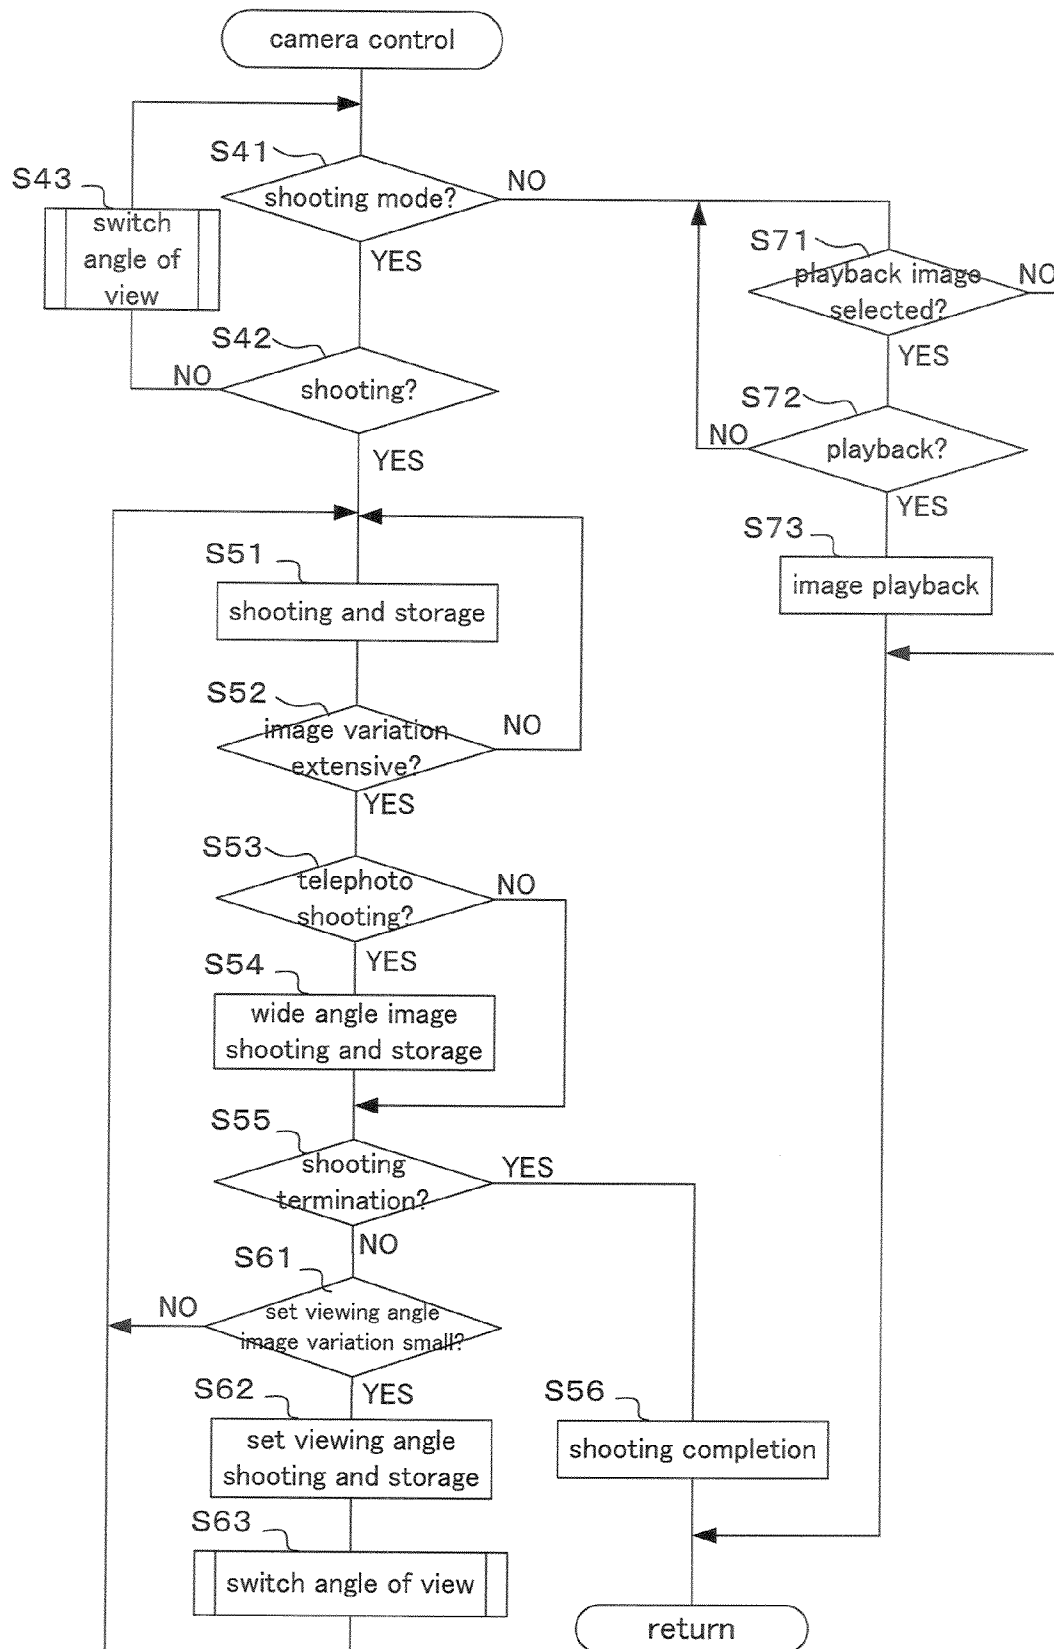 camera control
S41
shooting mode?
NO
YES
S43
switch
angle of
view
S42
shooting?
NO
YES
S71
playback image
selected?
NO
YES
S72
playback?
NO
YES
S73
image playback
S51
shooting and storage
S52
image variation
extensive?
NO
YES
S53
telephoto
shooting?
NO
YES
S54
wide angle image
shooting and storage
S55
shooting
termination?
YES
NO
S61
set viewing angle
image variation small?
NO
YES
S62
set viewing angle
shooting and storage
S56
shooting completion
S63
switch angle of view
return